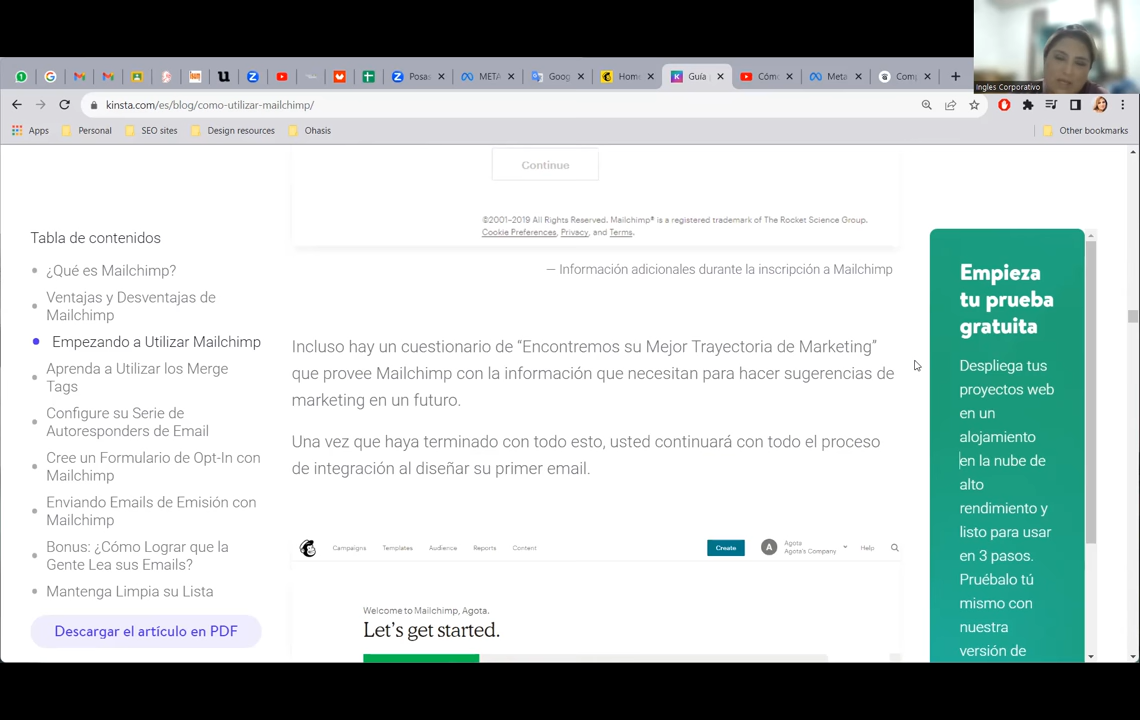 Ingles Corporativo
Posas
META
Goog
Home
Guía
Cómo
Meta
Comp
kinsta.com/es/blog/como-utilizar-mailchimp/
Apps
Personal
SEO sites
Design resources
Ohasis
Other bookmarks
Continue
©2001–2019 All Rights Reserved. Mailchimp® is a registered trademark of The Rocket Science Group.
Cookie Preferences, Privacy, and Terms.
— Información adicionales durante la inscripción a Mailchimp
Tabla de contenidos
¿Qué es Mailchimp?
Ventajas y Desventajas de
Mailchimp
Empezando a Utilizar Mailchimp
Aprenda a Utilizar los Merge
Tags
Configure su Serie de
Autoresponders de Email
Cree un Formulario de Opt-In con
Mailchimp
Enviando Emails de Emisión con
Mailchimp
Bonus: ¿Cómo Lograr que la
Gente Lea sus Emails?
Mantenga Limpia su Lista
Descargar el artículo en PDF
Incluso hay un cuestionario de “Encontremos su Mejor Trayectoria de Marketing”
que provee Mailchimp con la información que necesitan para hacer sugerencias de
marketing en un futuro.
Una vez que haya terminado con todo esto, usted continuará con todo el proceso
de integración al diseñar su primer email.
Campaigns
Templates
Audience
Reports
Content
Create
A
Agota
Agota's Company
Help
Welcome to Mailchimp, Agota.
Let’s get started.
Empieza
tu prueba
gratuita
Despliega tus
proyectos web
en un
alojamiento
en la nube de
alto
rendimiento y
listo para usar
en 3 pasos.
Pruébalo tú
mismo con
nuestra
versión de